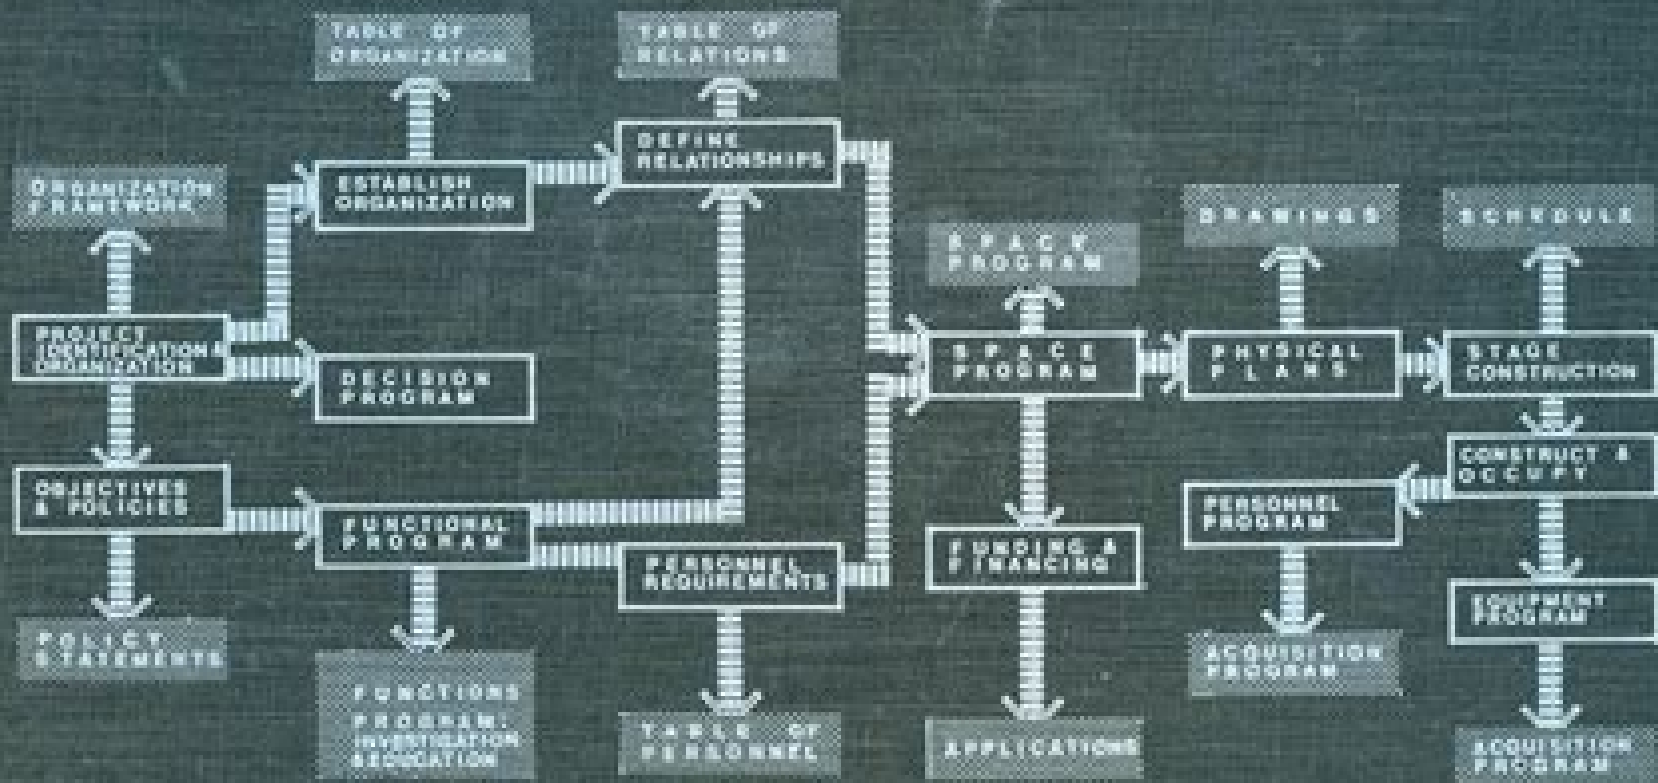 TABLE OF
ORGANIZATION
TABLE OF
RELATIONS
DEFINE
RELATIONSHIPS
ORGANIZATION
FRAMEWORK
ESTABLISH
ORGANIZATION
DRAWINGS
SCHEDULE
SPACE
PROGRAM
PROJECT
IDENTIFICATION &
ORGANIZATION
DECISION
PROGRAM
SPACE
PROGRAM
PHYSICAL
PLANS
STAGE
CONSTRUCTION
OBJECTIVES
& POLICIES
FUNCTIONAL
PROGRAM
PERSONNEL
REQUIREMENTS
FUNDING &
FINANCING
PERSONNEL
PROGRAM
CONSTRUCT &
OCCUPY
EQUIPMENT
PROGRAM
POLICY
STATEMENTS
FUNCTIONS
PROGRAM:
INVESTIGATION
& EDUCATION
TABLE OF
PERSONNEL
APPLICATIONS
ACQUISITION
PROGRAM
ACQUISITION
PROGRAM